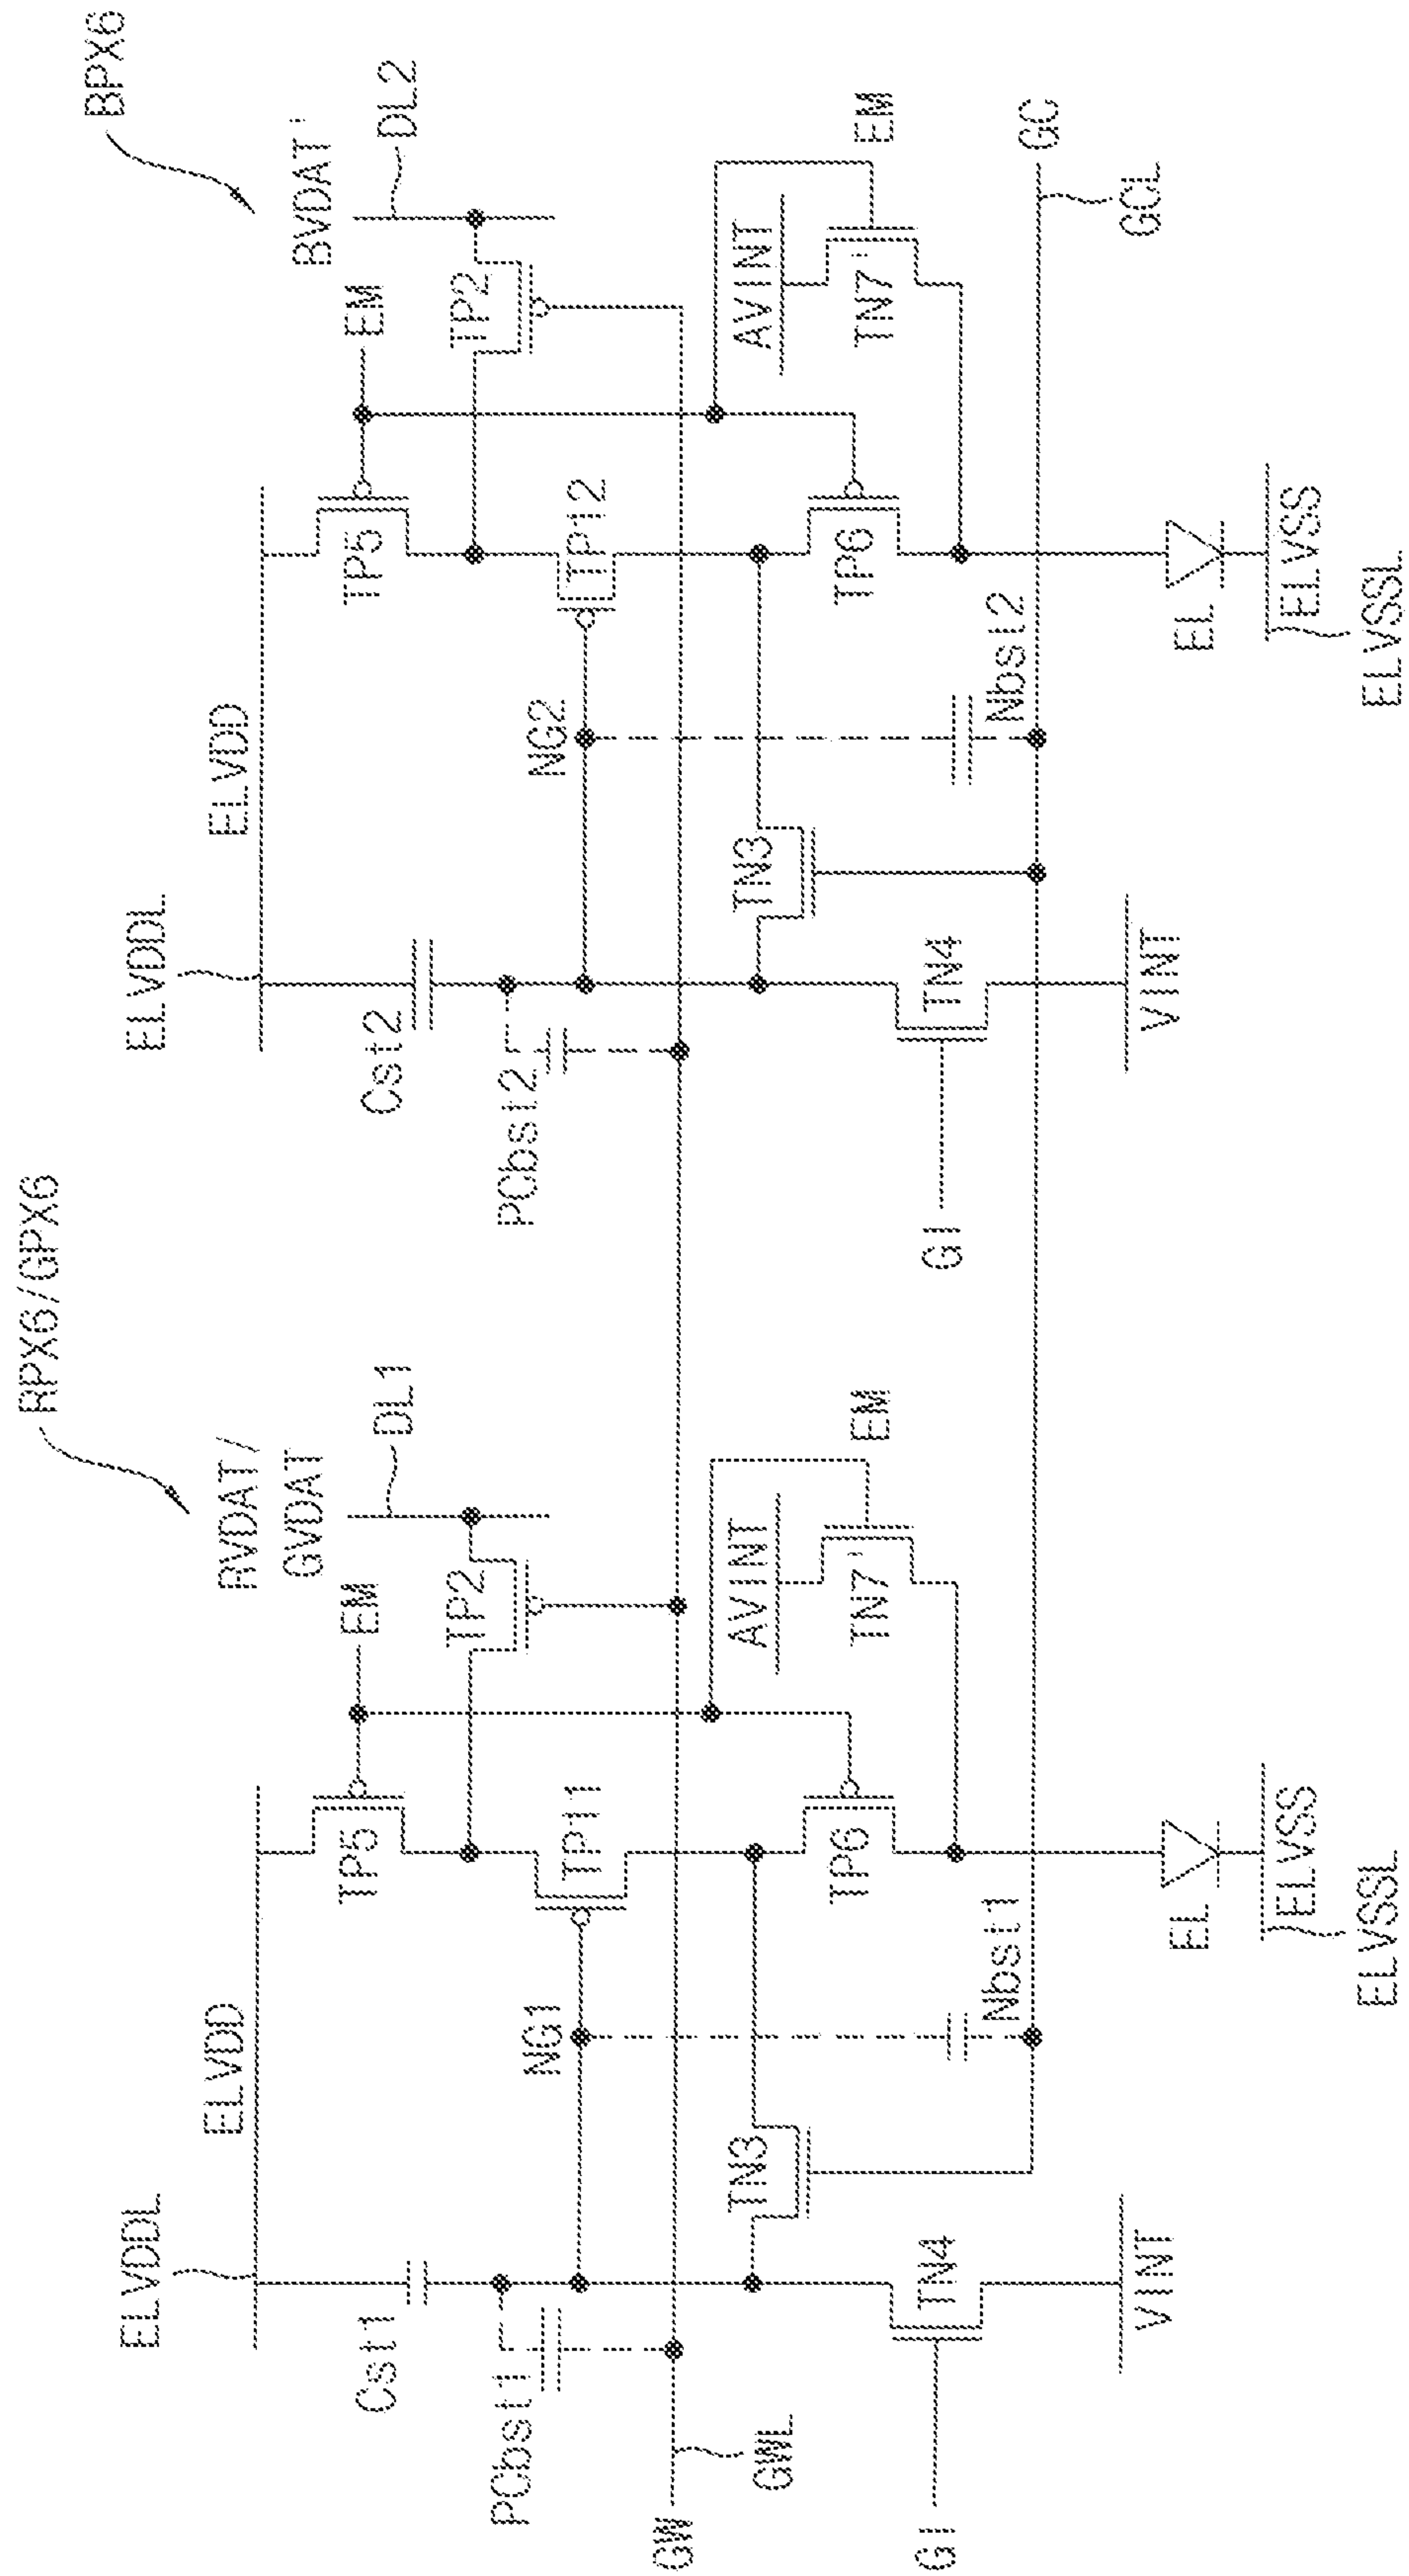 RPX6/GPX6
BPX6
ELVDDL
ELVDD
RVDAT/
GVDAT
EM
DL1
Cst1
TP5
TP2
PCbst1
NG1
TP11
GW
GWL
TN3
AVINT
TN7'
EM
TP6
TN4
GI
Nbst1
VINT
EL
ELVSS
ELVSSL
ELVDDL
ELVDD
BVDAT'
EM
DL2
Cst2
TP5
TP2
PCbst2
NG2
TP12
TN3
AVINT
TN7'
EM
TP6
TN4
GI
Nbst2
GC
GCL
VINT
EL
ELVSS
ELVSSL